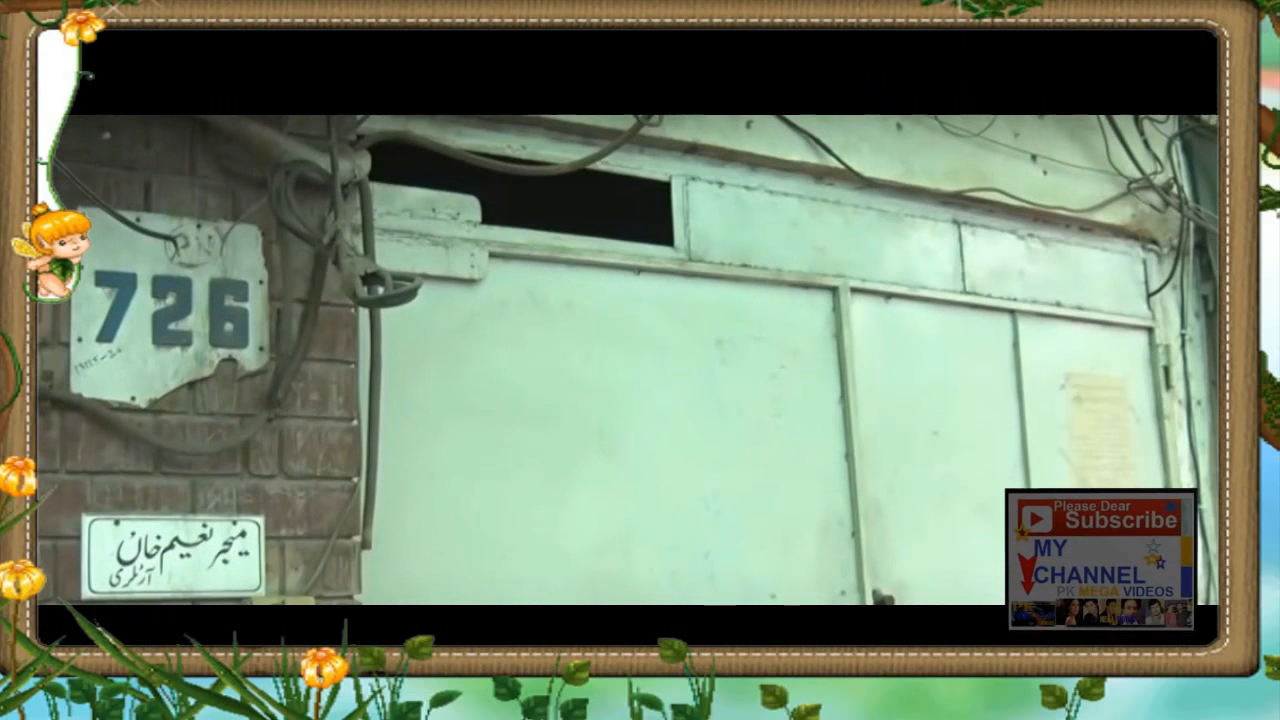 726
میجر نعیم خان
آرٹلری
Please Dear
Subscribe
MY
CHANNEL
PK MEGA VIDEOS